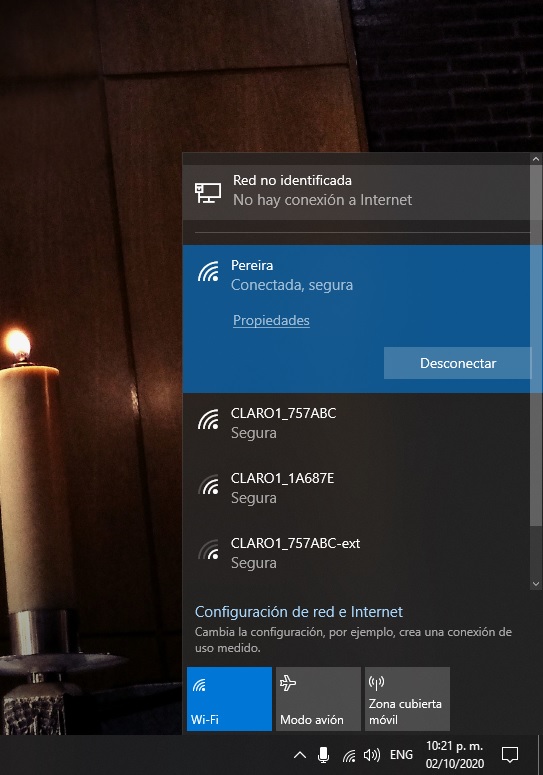 Red no identificada
No hay conexión a Internet
Pereira
Conectada, segura
Propiedades
Desconectar
CLARO1_757ABC
Segura
CLARO1_1A687E
Segura
CLARO1_757ABC-ext
Segura
Configuración de red e Internet
Cambia la configuración, por ejemplo, crea una conexión de
uso medido.
Wi-Fi
Modo avión
Zona cubierta
móvil
ENG
10:21 p. m.
02/10/2020